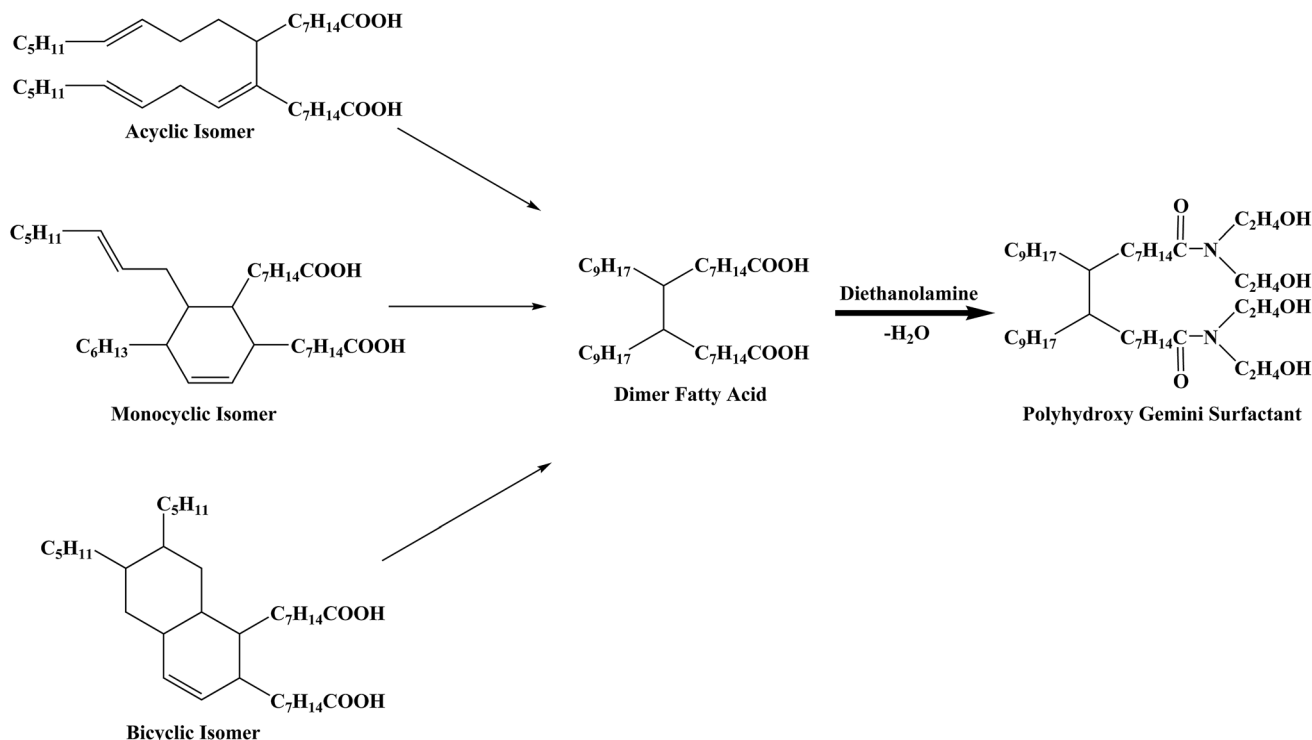 C₇H₁₄COOH
C₅H₁₁
C₅H₁₁
C₇H₁₄COOH
Acyclic Isomer
C₅H₁₁
C₇H₁₄COOH
C₆H₁₃
C₇H₁₄COOH
Monocyclic Isomer
C₅H₁₁
C₅H₁₁
C₇H₁₄COOH
C₇H₁₄COOH
Bicyclic Isomer
C₉H₁₇
C₇H₁₄COOH
C₉H₁₇
C₇H₁₄COOH
Dimer Fatty Acid
Diethanolamine
-H₂O
O
C₂H₄OH
C₉H₁₇
C₇H₁₄C
N
C₂H₄OH
C₂H₄OH
C₉H₁₇
C₇H₁₄C
N
C₂H₄OH
O
Polyhydroxy Gemini Surfactant